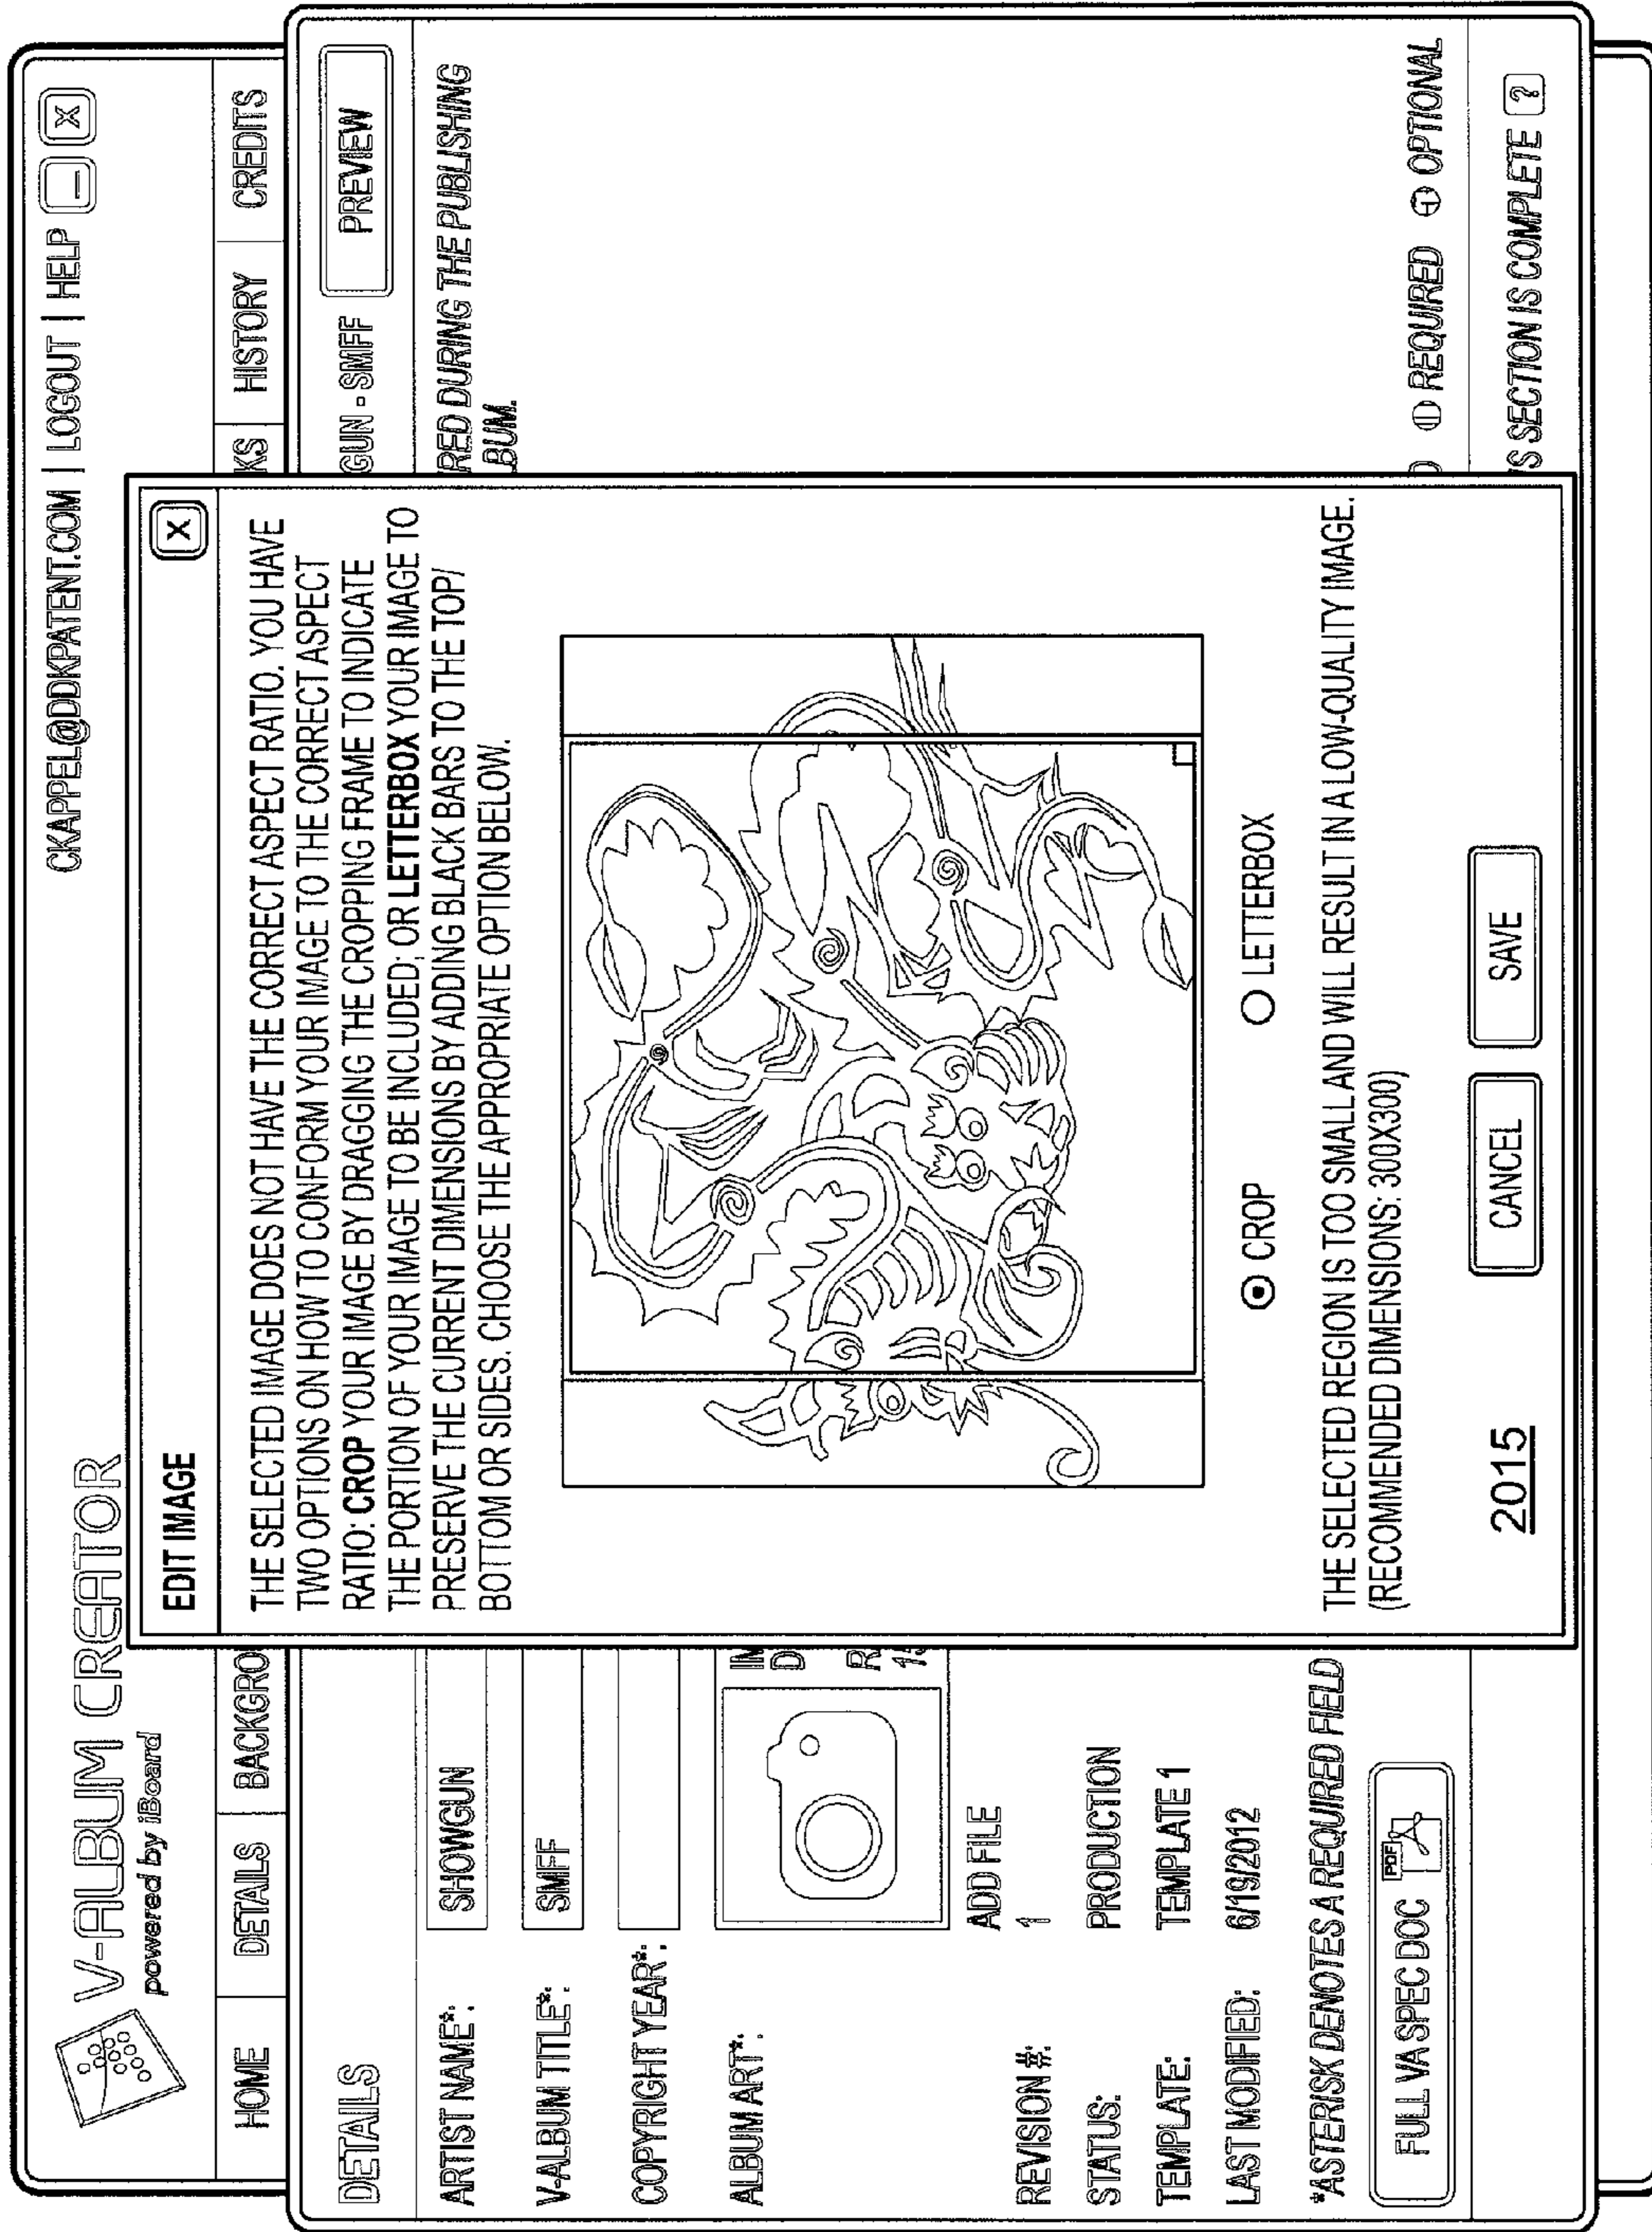 V-ALBUM CREATOR
powered by iBoard
CKAPPEL@DDKPATENT.COM | LOGOUT | HELP
X
HOME
DETAILS
BACKGRO
KS
HISTORY
CREDITS
DETAILS
GUN - SMIFF
PREVIEW
ARTIST NAME*:
SHOWGUN
RED DURING THE PUBLISHING
BUM.
V-ALBUM TITLE*:
SMIFF
COPYRIGHT YEAR*:
ALBUM ART*:
ADD FILE
REVISION #:
1
STATUS:
PRODUCTION
TEMPLATE:
TEMPLATE 1
LAST MODIFIED:
6/19/2012
*ASTERISK DENOTES A REQUIRED FIELD
REQUIRED
OPTIONAL
FULL VA SPEC DOC
PDF
S SECTION IS COMPLETE ?
EDIT IMAGE
X
THE SELECTED IMAGE DOES NOT HAVE THE CORRECT ASPECT RATIO. YOU HAVE
TWO OPTIONS ON HOW TO CONFORM YOUR IMAGE TO THE CORRECT ASPECT
RATIO: CROP YOUR IMAGE BY DRAGGING THE CROPPING FRAME TO INDICATE
THE PORTION OF YOUR IMAGE TO BE INCLUDED; OR LETTERBOX YOUR IMAGE TO
PRESERVE THE CURRENT DIMENSIONS BY ADDING BLACK BARS TO THE TOP/
BOTTOM OR SIDES. CHOOSE THE APPROPRIATE OPTION BELOW.
CROP
LETTERBOX
THE SELECTED REGION IS TOO SMALL AND WILL RESULT IN A LOW-QUALITY IMAGE.
(RECOMMENDED DIMENSIONS: 300X300)
2015
CANCEL
SAVE